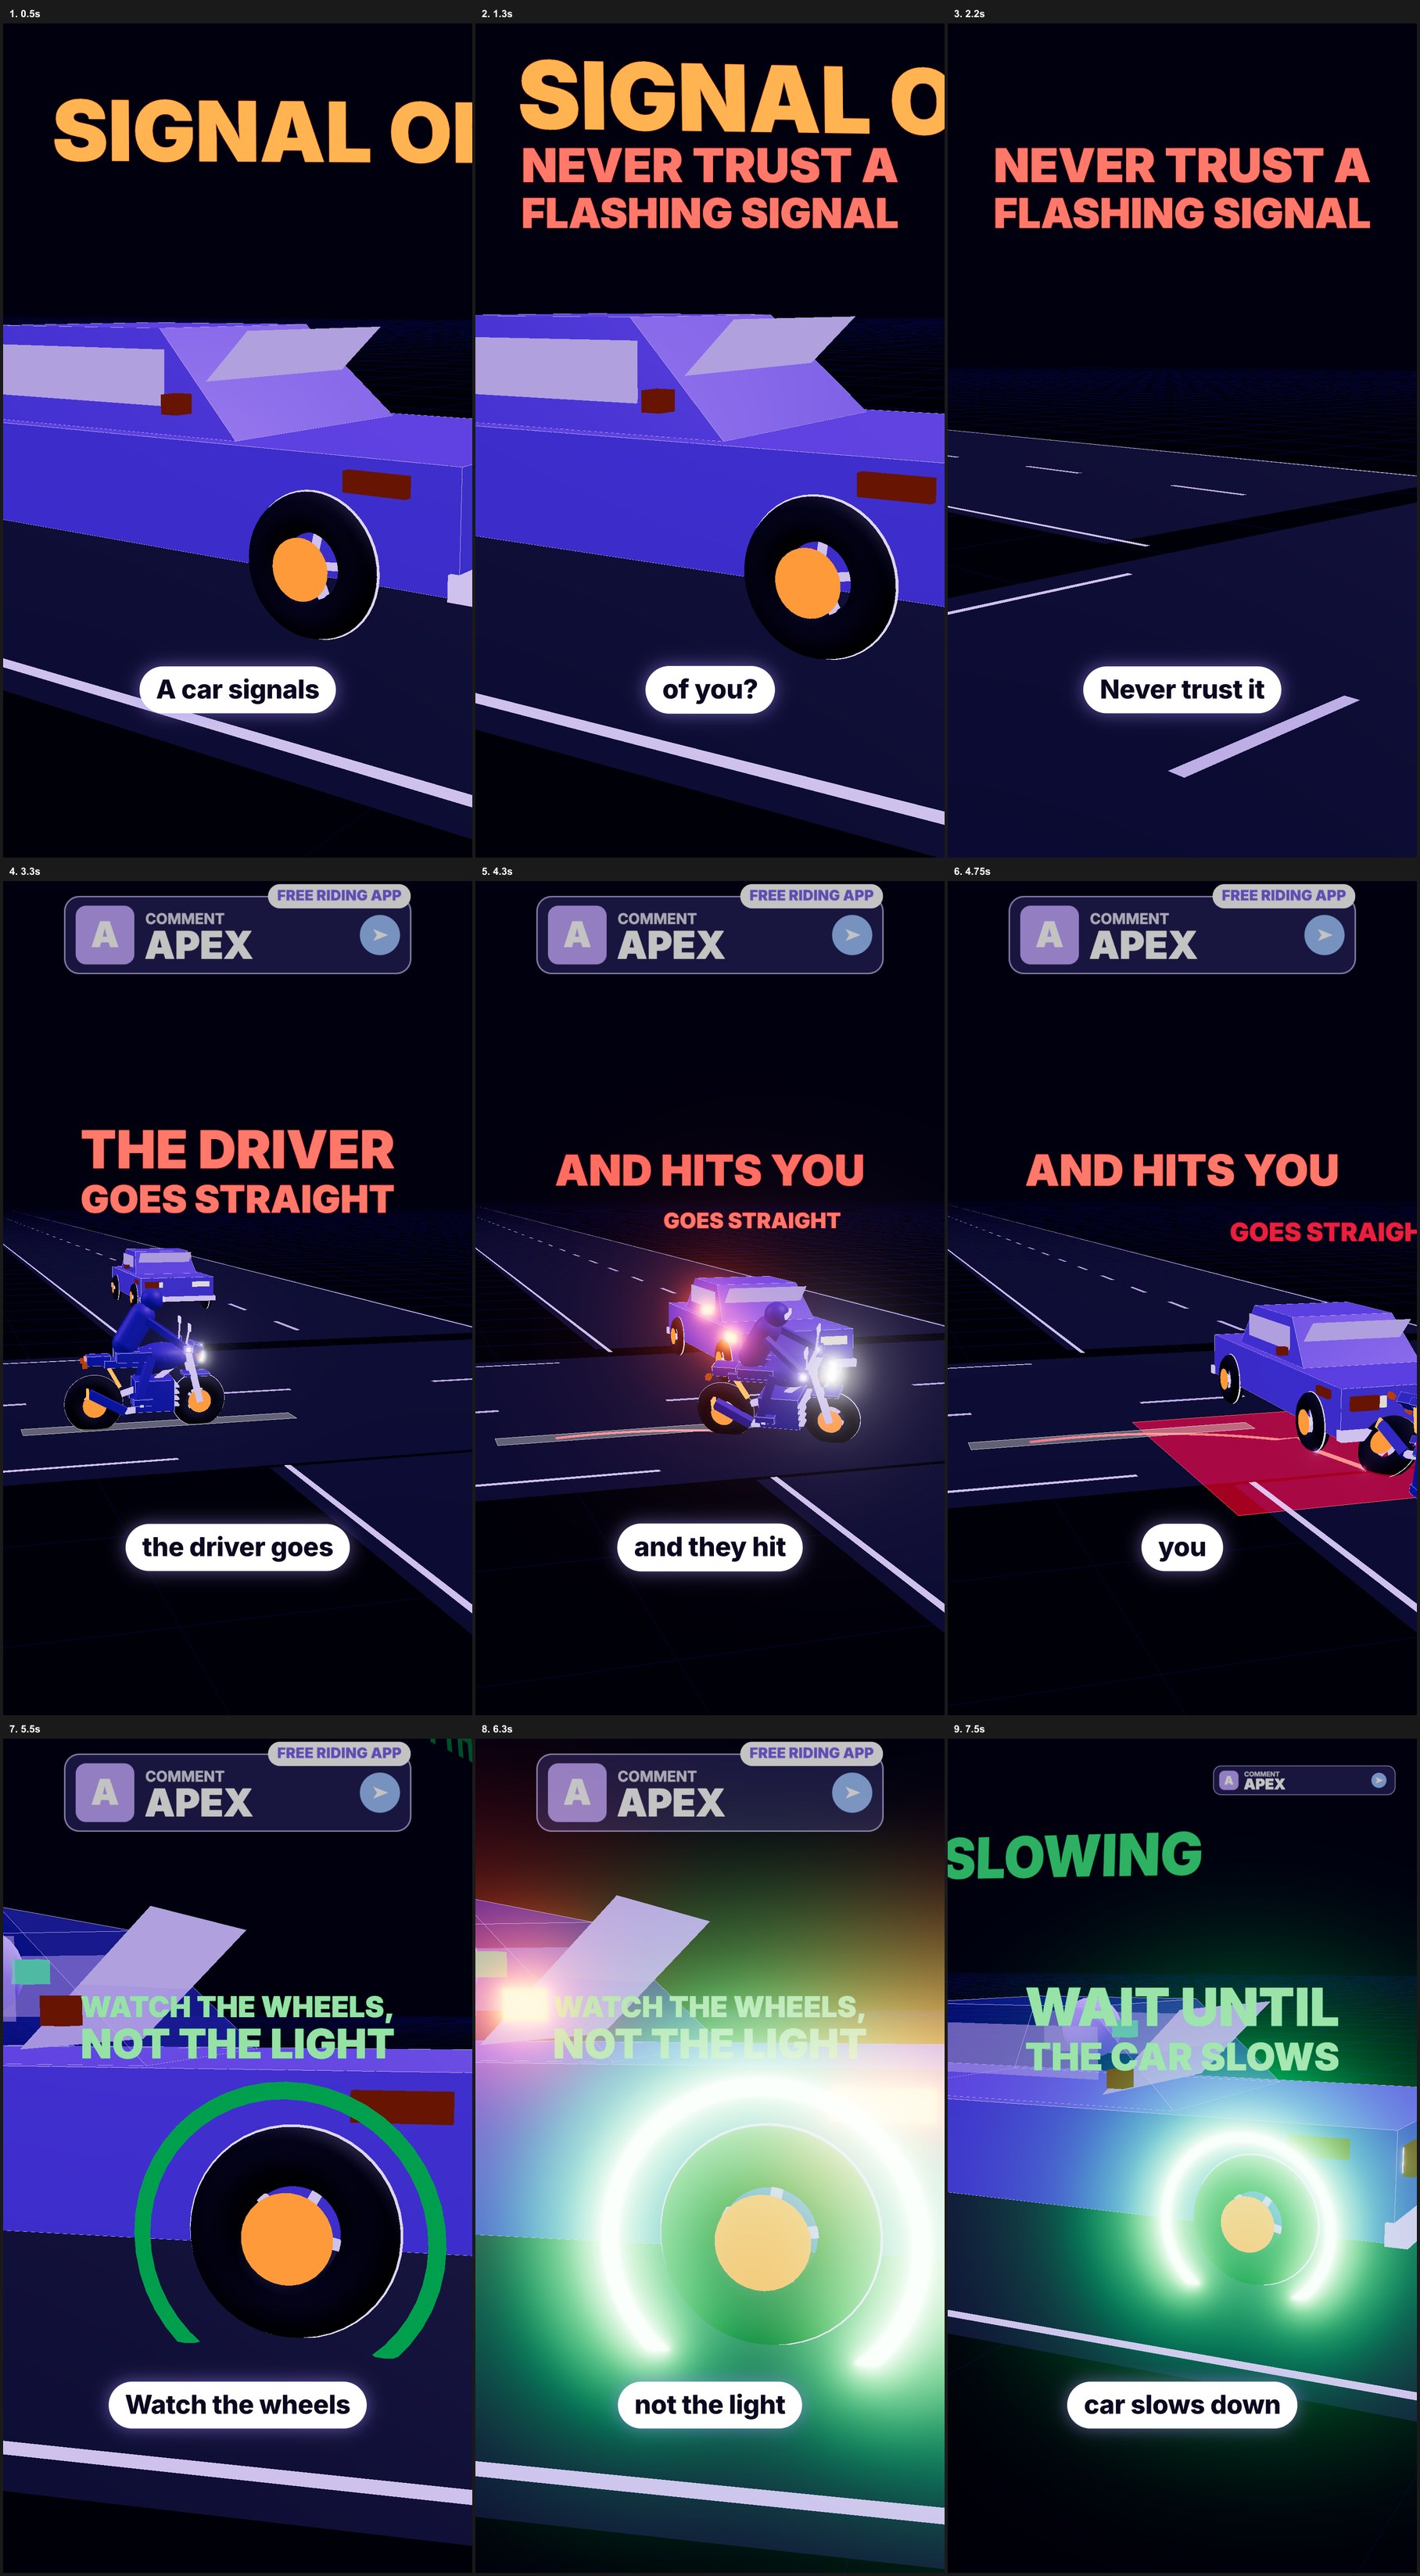 1. 0.5s
SIGNAL O
A car signals
2. 1.3s
SIGNAL O
NEVER TRUST A
FLASHING SIGNAL
of you?
3. 2.2s
NEVER TRUST A
FLASHING SIGNAL
Never trust it
4. 3.3s
FREE RIDING APP
A
COMMENT
APEX
THE DRIVER
GOES STRAIGHT
the driver goes
5. 4.3s
FREE RIDING APP
A
COMMENT
APEX
AND HITS YOU
GOES STRAIGHT
and they hit
6. 4.75s
FREE RIDING APP
A
COMMENT
APEX
AND HITS YOU
GOES STRAIGH
you
7. 5.5s
FREE RIDING APP
A
COMMENT
APEX
WATCH THE WHEELS,
NOT THE LIGHT
Watch the wheels
8. 6.3s
FREE RIDING APP
A
COMMENT
APEX
WATCH THE WHEELS,
NOT THE LIGHT
not the light
9. 7.5s
A
COMMENT
APEX
SLOWING
WAIT UNTIL
THE CAR SLOWS
car slows down